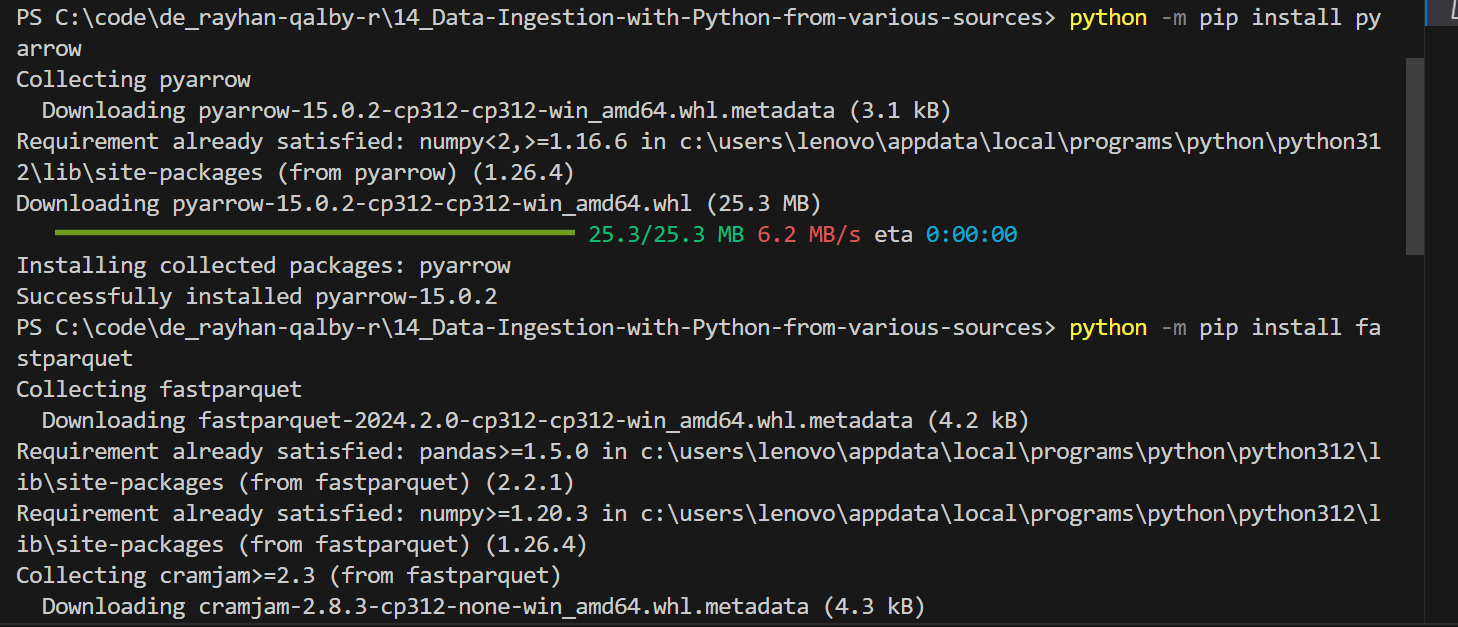 PS C:\code\de_rayhan-qalby-r\14_Data-Ingestion-with-Python-from-various-sources> python -m pip install py
arrow
Collecting pyarrow
  Downloading pyarrow-15.0.2-cp312-cp312-win_amd64.whl.metadata (3.1 kB)
Requirement already satisfied: numpy<2,>=1.16.6 in c:\users\lenovo\appdata\local\programs\python\python31
2\lib\site-packages (from pyarrow) (1.26.4)
Downloading pyarrow-15.0.2-cp312-cp312-win_amd64.whl (25.3 MB)
   25.3/25.3 MB 6.2 MB/s eta 0:00:00
Installing collected packages: pyarrow
Successfully installed pyarrow-15.0.2
PS C:\code\de_rayhan-qalby-r\14_Data-Ingestion-with-Python-from-various-sources> python -m pip install fa
stparquet
Collecting fastparquet
  Downloading fastparquet-2024.2.0-cp312-cp312-win_amd64.whl.metadata (4.2 kB)
Requirement already satisfied: pandas>=1.5.0 in c:\users\lenovo\appdata\local\programs\python\python312\l
ib\site-packages (from fastparquet) (2.2.1)
Requirement already satisfied: numpy>=1.20.3 in c:\users\lenovo\appdata\local\programs\python\python312\l
ib\site-packages (from fastparquet) (1.26.4)
Collecting cramjam>=2.3 (from fastparquet)
  Downloading cramjam-2.8.3-cp312-none-win_amd64.whl.metadata (4.3 kB)